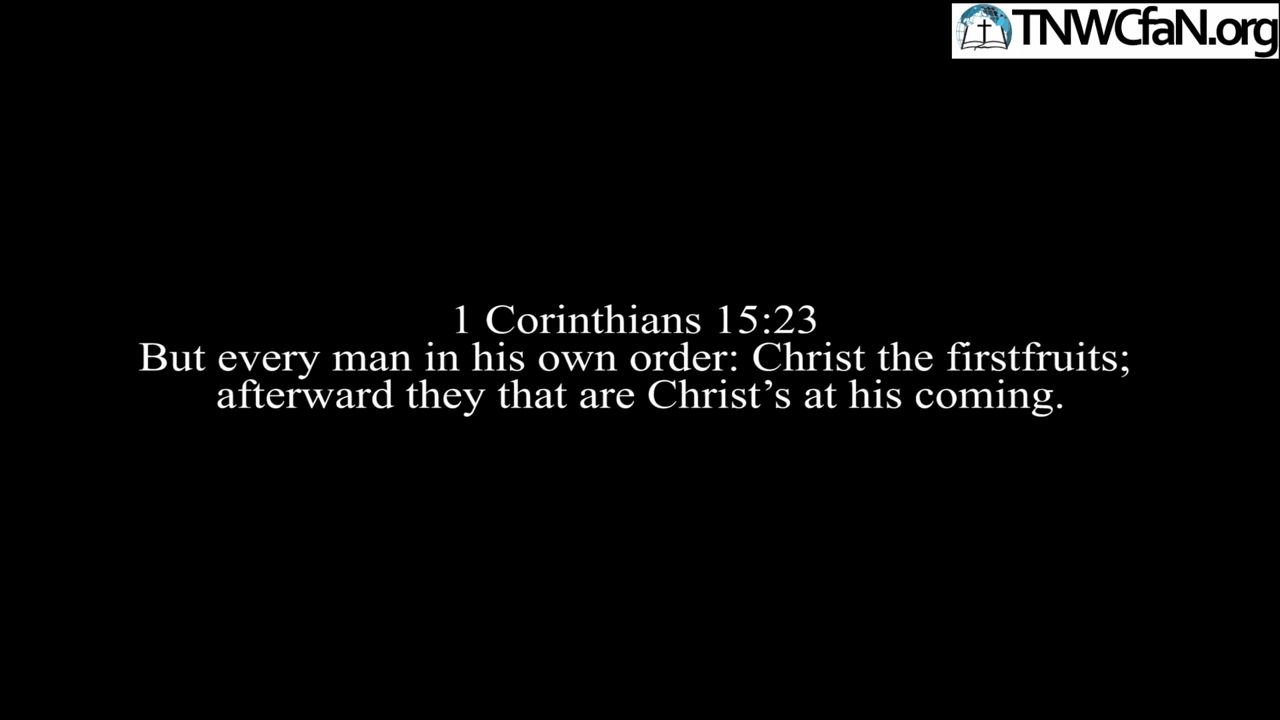 TNWCfaN.org
1 Corinthians 15:23
But every man in his own order: Christ the firstfruits;
afterward they that are Christ’s at his coming.